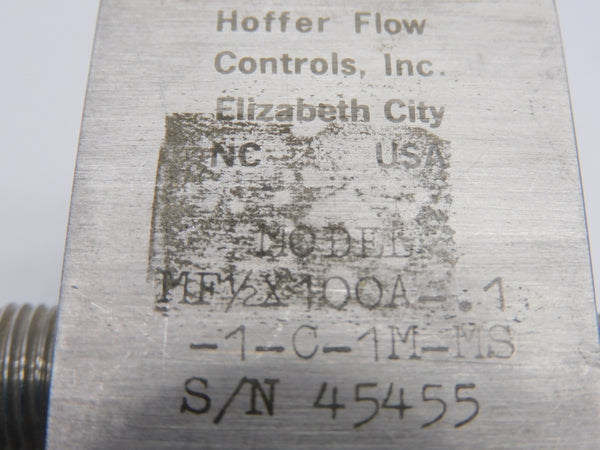 Hoffer Flow
Controls, Inc.
Elizabeth City
NC USA
MODEL
MF½X100A-.1
-1-C-1M-MS
S/N 45455